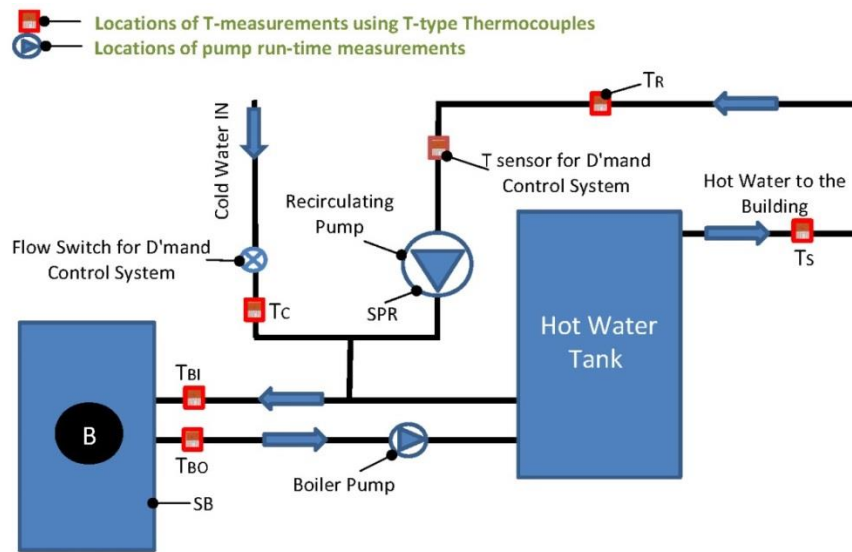 Locations of T-measurements using T-type Thermocouples
Locations of pump run-time measurements
TR
Cold Water IN
T sensor for D'mand
Control System
Hot Water to the
Building
Recirculating
Pump
Flow Switch for D'mand
Control System
TS
TC
SPR
Hot Water
Tank
TBI
B
TBO
Boiler Pump
SB